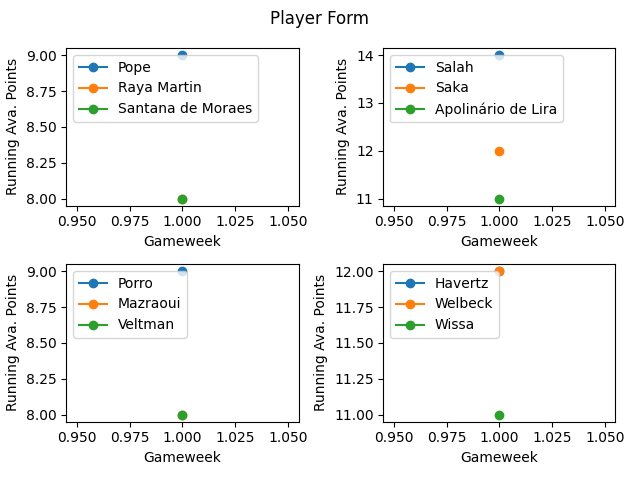 Player Form
9.00
8.75
8.50
8.25
8.00
Running Ava. Points
Pope
Raya Martin
Santana de Moraes
0.950 0.975 1.000 1.025 1.050
Gameweek
14
13
12
11
Running Ava. Points
Salah
Saka
Apolinário de Lira
0.950 0.975 1.000 1.025 1.050
Gameweek
9.00
8.75
8.50
8.25
8.00
Running Ava. Points
Porro
Mazraoui
Veltman
0.950 0.975 1.000 1.025 1.050
Gameweek
12.00
11.75
11.50
11.25
11.00
Running Ava. Points
Havertz
Welbeck
Wissa
0.950 0.975 1.000 1.025 1.050
Gameweek